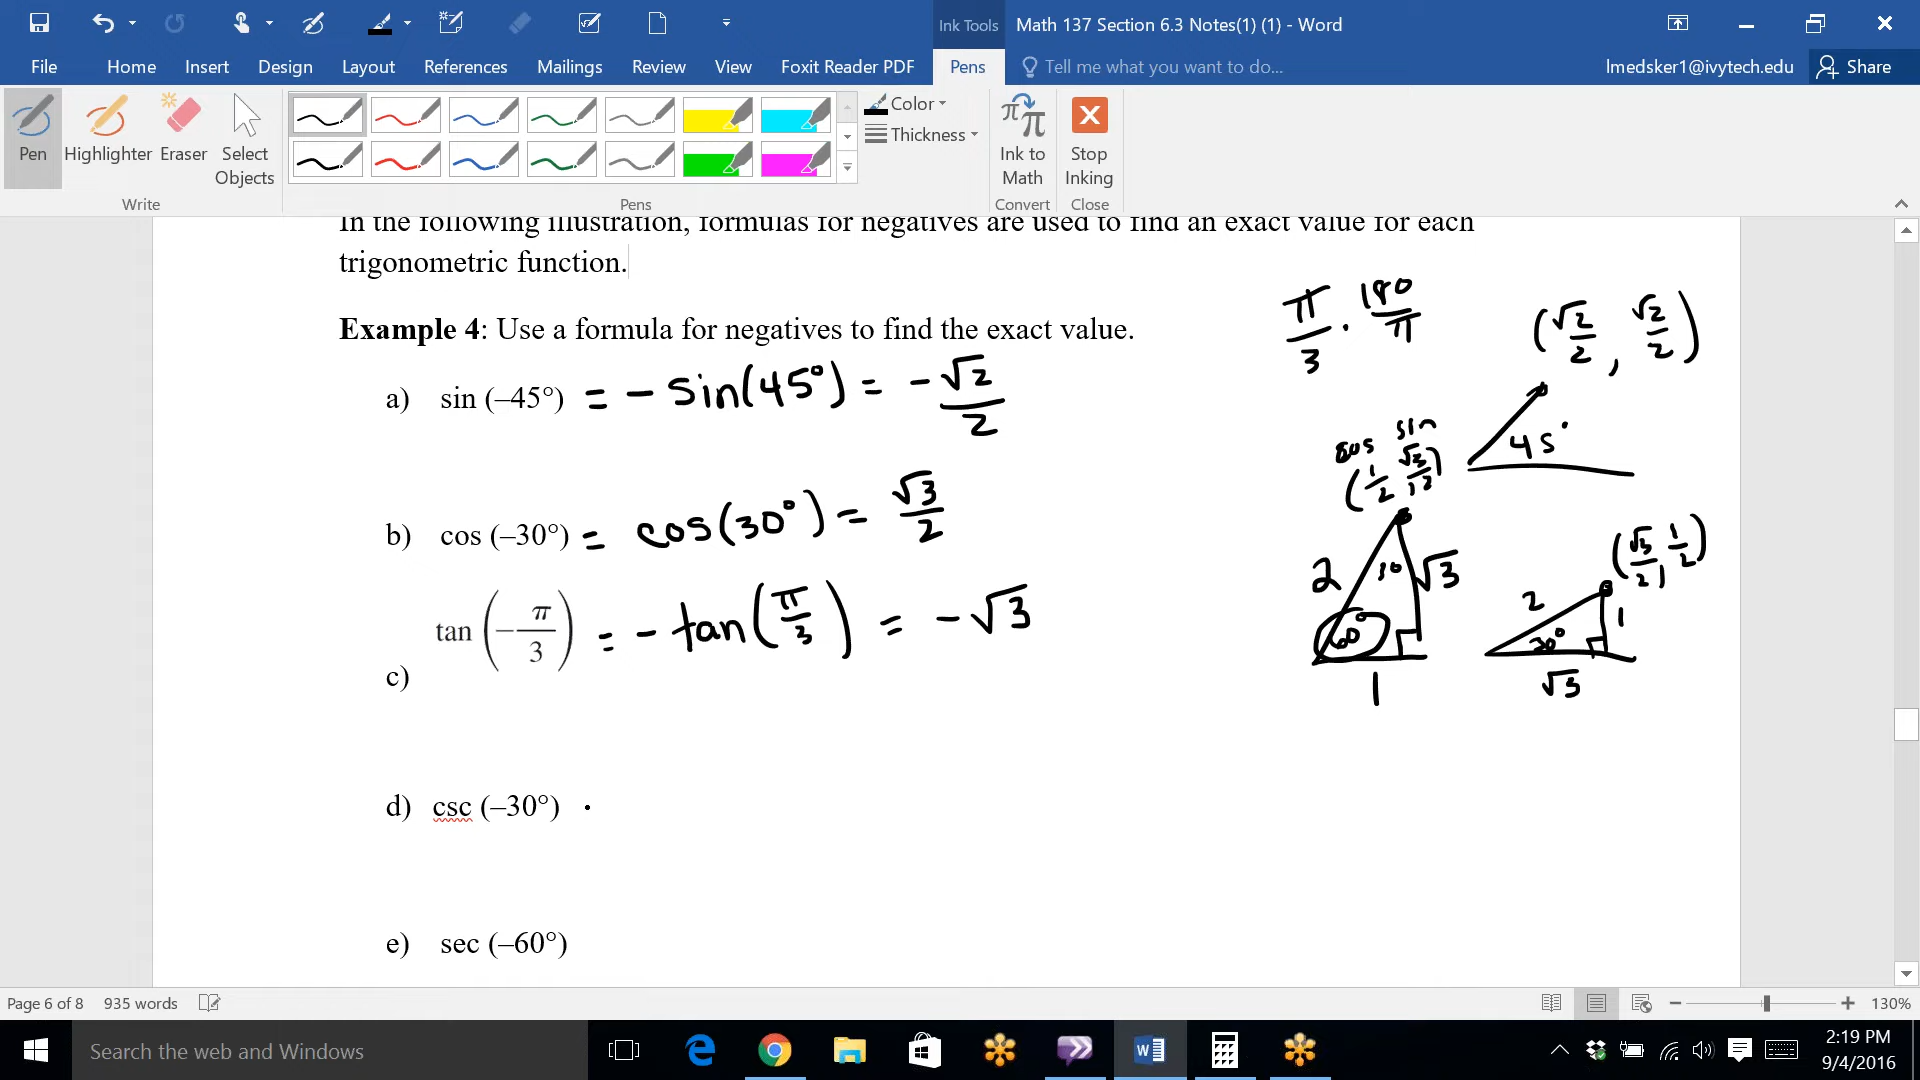 Ink Tools
Math 137 Section 6.3 Notes(1) (1) - Word
File Home Insert Design Layout References Mailings Review View Foxit Reader PDF Pens Tell me what you want to do... lmedsker1@ivytech.edu Share
Pen Highlighter Eraser Select Objects
Color
Thickness
Ink to Math
Stop Inking
Write Pens Convert Close
In the following illustration, formulas for negatives are used to find an exact value for each
trigonometric function.
Example 4: Use a formula for negatives to find the exact value.
a) sin (–45°) = - sin(45°) = -√2/2
b) cos (–30°) = cos(30°) = √3/2
c) tan (–π/3) = - tan(π/3) = -√3
d) csc (–30°)
e) sec (–60°)
π/3 · 180/π
(√2/2, √2/2)
45°
cos sin
(1/2, √3/2)
2 30 √3
60°
1
(√3/2, 1/2)
2 1
30°
√3
Page 6 of 8 935 words 130%
Search the web and Windows
2:19 PM
9/4/2016